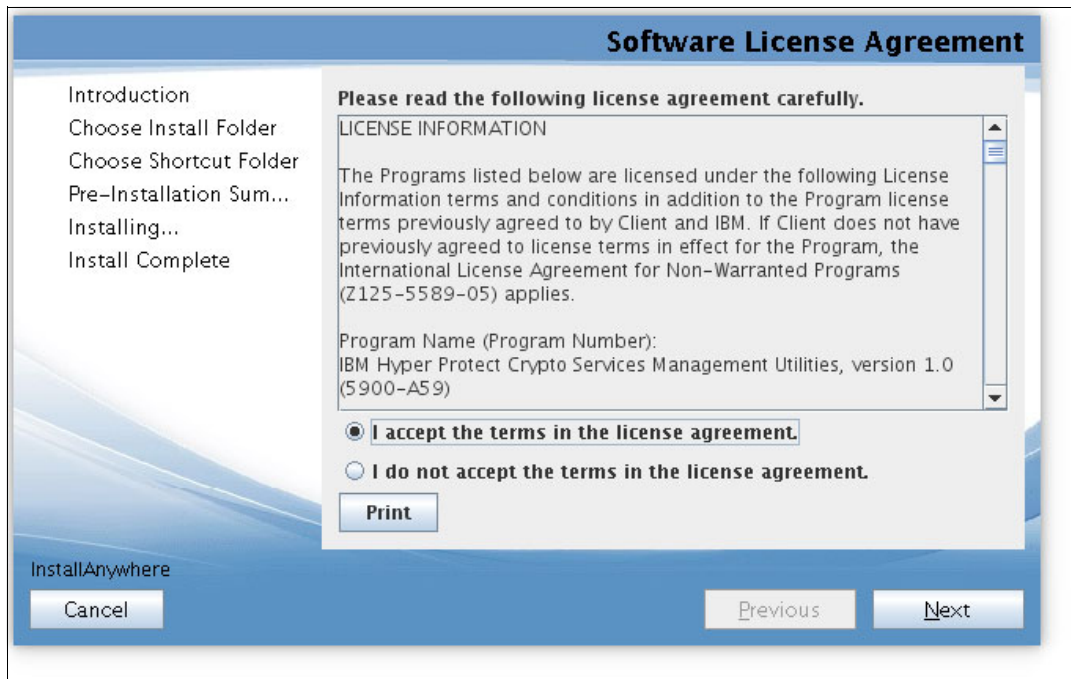 Software License Agreement
Introduction
Choose Install Folder
Choose Shortcut Folder
Pre-Installation Sum...
Installing...
Install Complete
Please read the following license agreement carefully.
LICENSE INFORMATION
The Programs listed below are licensed under the following License
Information terms and conditions in addition to the Program license
terms previously agreed to by Client and IBM. If Client does not have
previously agreed to license terms in effect for the Program, the
International License Agreement for Non-Warranted Programs
(Z125-5589-05) applies.
Program Name (Program Number):
IBM Hyper Protect Crypto Services Management Utilities, version 1.0
(5900-A59)
I accept the terms in the license agreement.
I do not accept the terms in the license agreement.
Print
InstallAnywhere
Cancel
Previous
Next